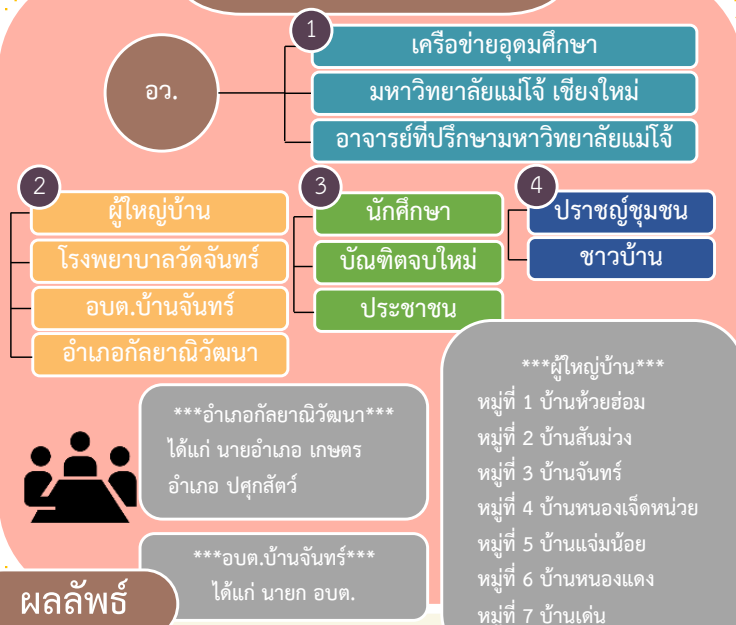 อว.
1
เครือข่ายอุดมศึกษา
มหาวิทยาลัยแม่โจ้ เชียงใหม่
อาจารย์ที่ปรึกษามหาวิทยาลัยแม่โจ้
2
ผู้ใหญ่บ้าน
โรงพยาบาลวัดจันทร์
อบต.บ้านจันทร์
อำเภอกัลยาณิวัฒนา
3
นักศึกษา
บัณฑิตจบใหม่
ประชาชน
4
ปราชญ์ชุมชน
ชาวบ้าน
***อำเภอกัลยาณิวัฒนา***
ได้แก่ นายอำเภอ เกษตร
อำเภอ ปศุกสัตว์
***อบต.บ้านจันทร์***
ได้แก่ นายก อบต.
***ผู้ใหญ่บ้าน***
หมู่ที่ 1 บ้านห้วยฮ่อม
หมู่ที่ 2 บ้านสันม่วง
หมู่ที่ 3 บ้านจันทร์
หมู่ที่ 4 บ้านหนองเจ็ดหน่วย
หมู่ที่ 5 บ้านแจ่มน้อย
หมู่ที่ 6 บ้านหนองแดง
หมู่ที่ 7 บ้านเด่น
ผลลัพธ์